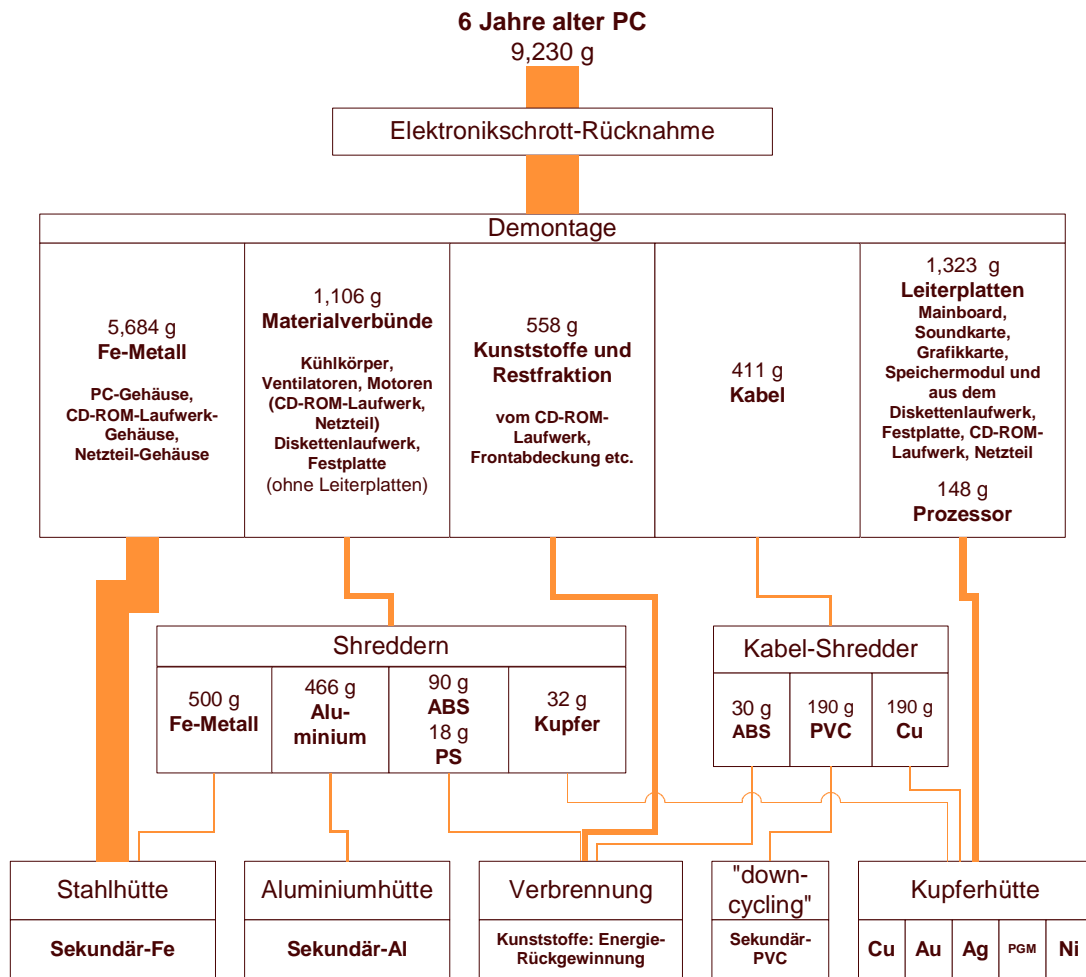 6 Jahre alter PC
9,230 g
Elektronikschrott-Rücknahme
Demontage
5,684 g
Fe-Metall
PC-Gehäuse,
CD-ROM-Laufwerk-
Gehäuse,
Netzteil-Gehäuse
1,106 g
Materialverbünde
Kühlkörper,
Ventilatoren, Motoren
(CD-ROM-Laufwerk,
Netzteil)
Diskettenlaufwerk,
Festplatte
(ohne Leiterplatten)
558 g
Kunststoffe und
Restfraktion
vom CD-ROM-
Laufwerk,
Frontabdeckung etc.
411 g
Kabel
1,323 g
Leiterplatten
Mainboard,
Soundkarte,
Grafikkarte,
Speichermodul und
aus dem
Diskettenlaufwerk,
Festplatte, CD-ROM-
Laufwerk, Netzteil
148 g
Prozessor
Shreddern
500 g
Fe-Metall
466 g
Alu-
minium
90 g
ABS
18 g
PS
32 g
Kupfer
Kabel-Shredder
30 g
ABS
190 g
PVC
190 g
Cu
Stahlhütte
Sekundär-Fe
Aluminiumhütte
Sekundär-Al
Verbrennung
Kunststoffe: Energie-
Rückgewinnung
"down-
cycling"
Sekundär-
PVC
Kupferhütte
Cu Au Ag PGM Ni